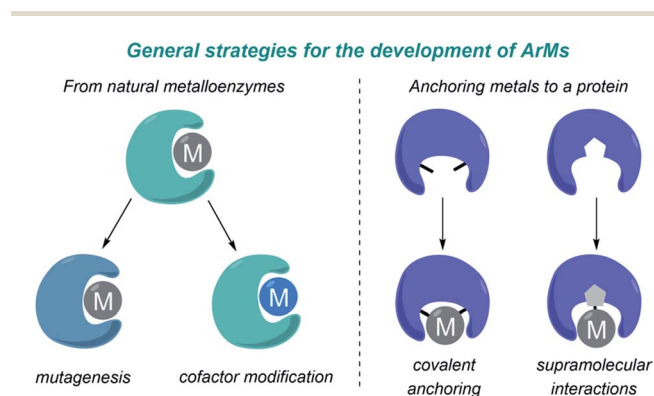 General strategies for the development of ArMs
From natural metalloenzymes
M
M
M
mutagenesis
cofactor modification
Anchoring metals to a protein
M
M
covalent
anchoring
supramolecular
interactions